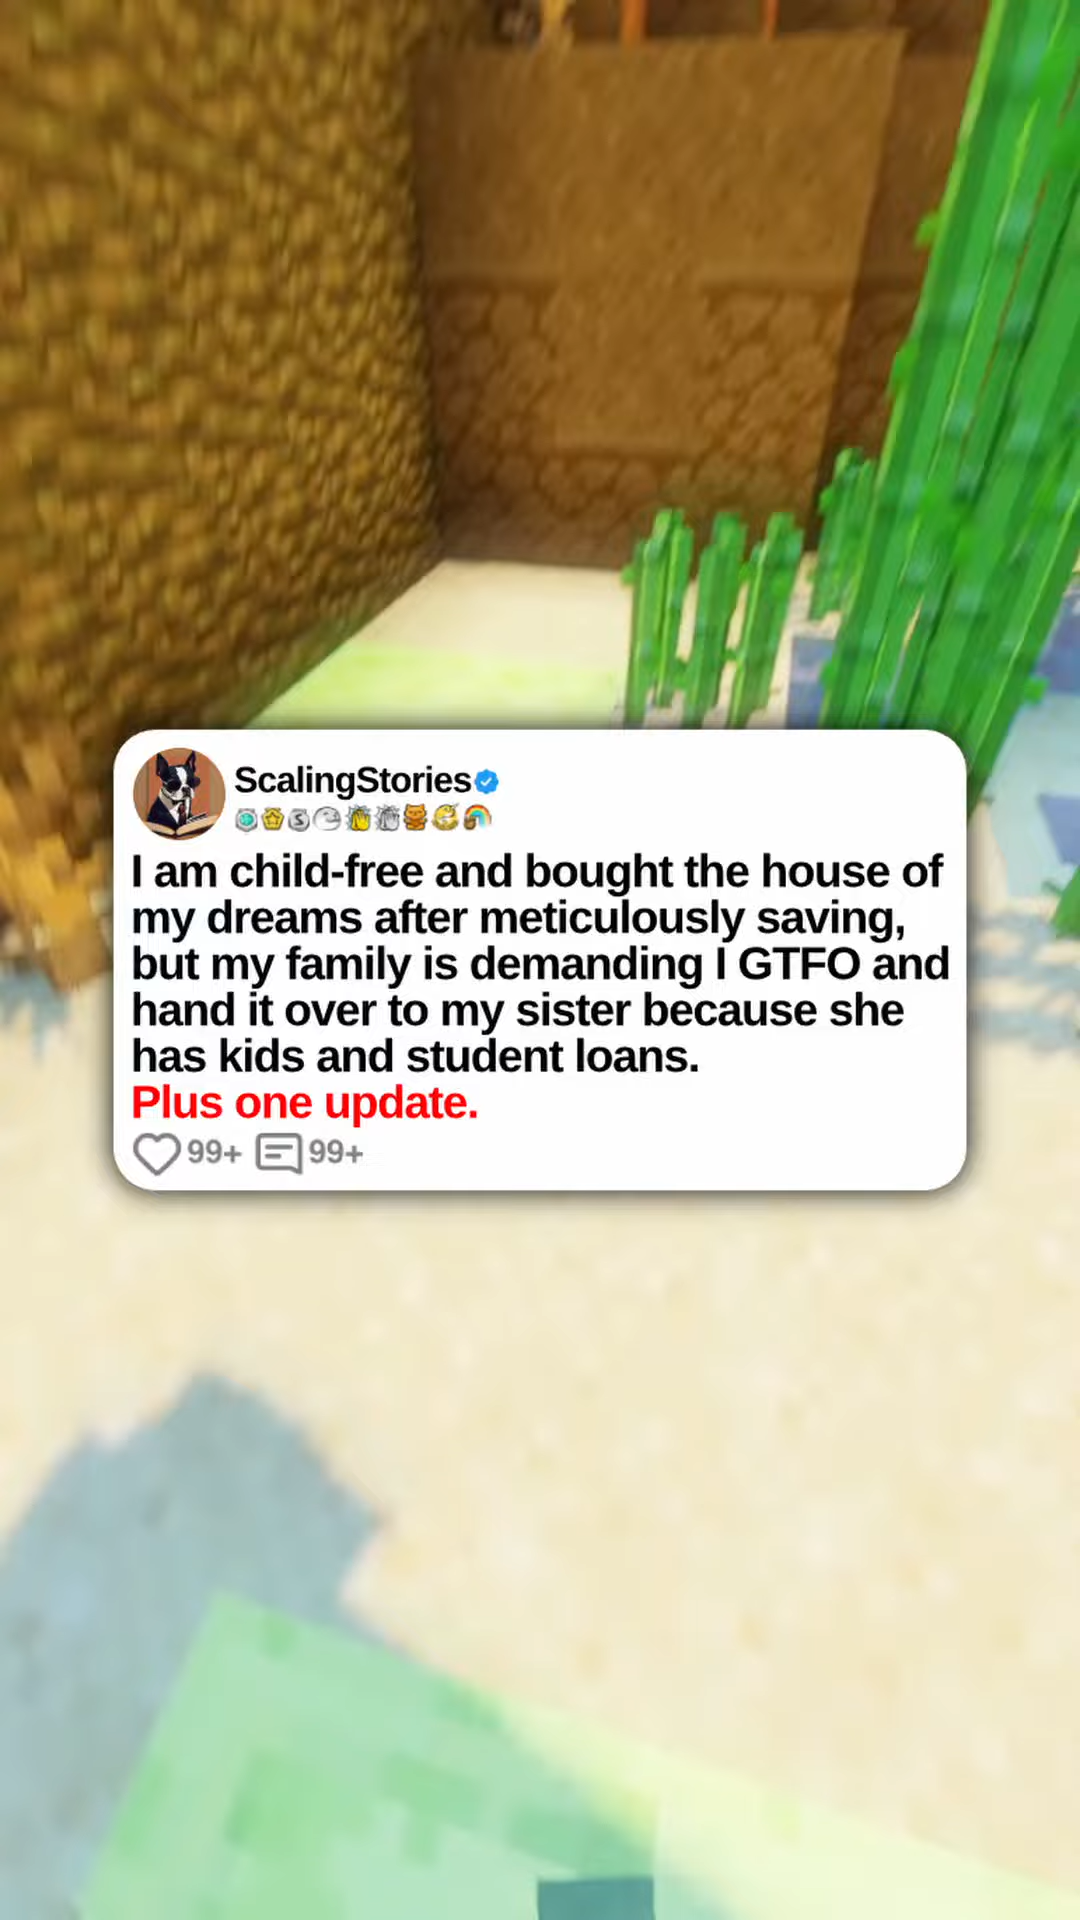 ScalingStories
I am child-free and bought the house of
my dreams after meticulously saving,
but my family is demanding I GTFO and
hand it over to my sister because she
has kids and student loans.
Plus one update.
99+ 99+